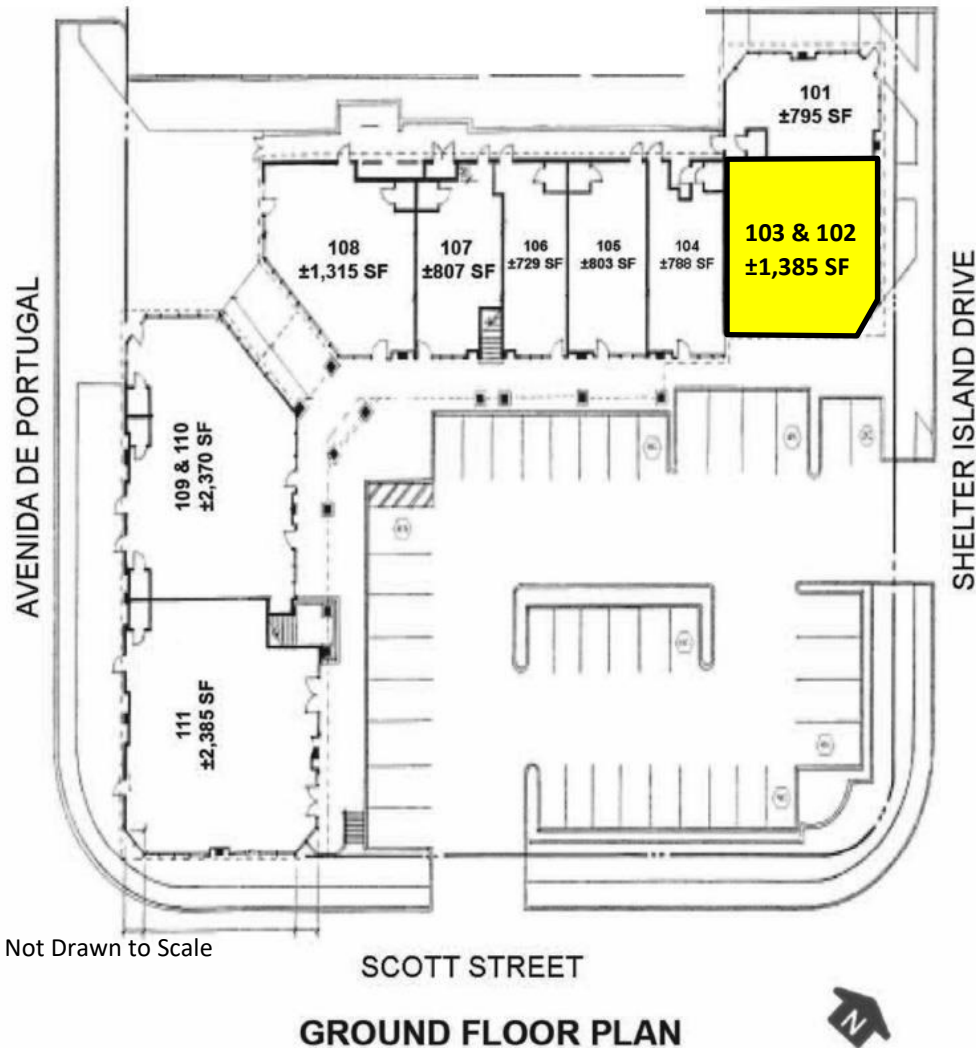 101
±795 SF
103 & 102
±1,385 SF
108
±1,315 SF
107
±807 SF
106
±729 SF
105
±803 SF
104
±788 SF
AVENIDA DE PORTUGAL
SHELTER ISLAND DRIVE
109 & 110
±2,370 SF
111
±2,385 SF
Not Drawn to Scale
SCOTT STREET
GROUND FLOOR PLAN
N